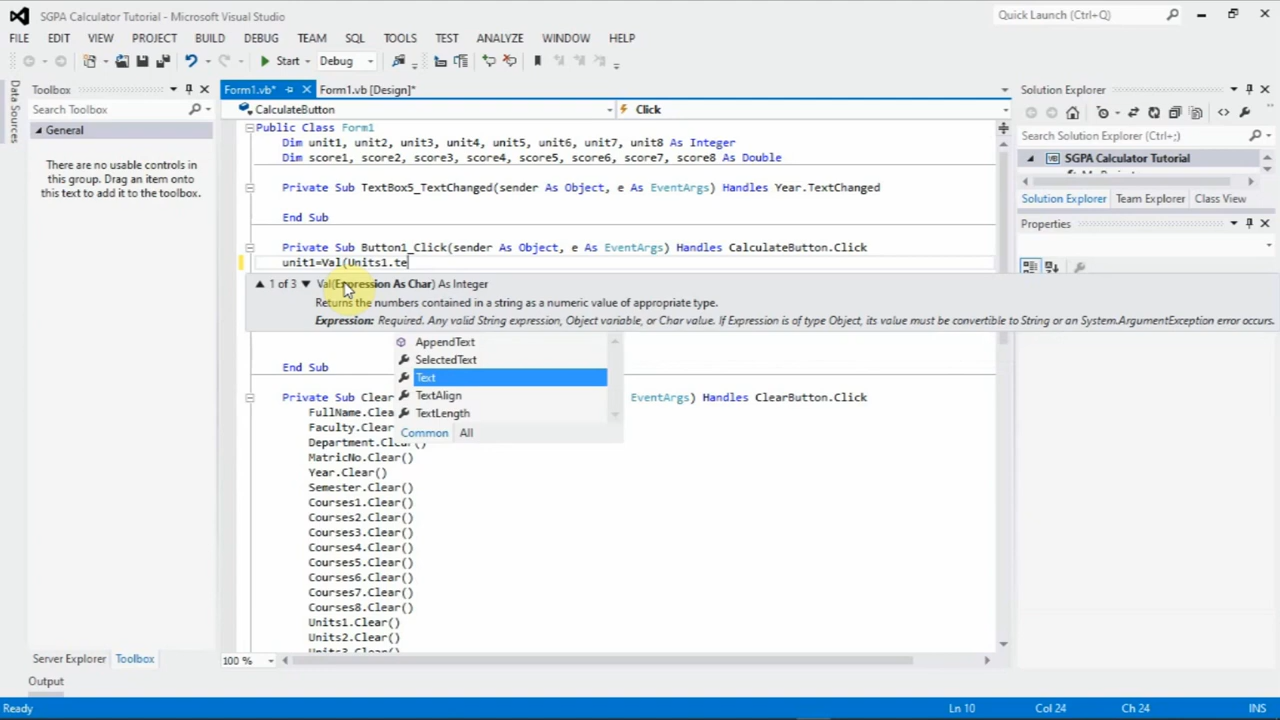 SGPA Calculator Tutorial - Microsoft Visual Studio
Quick Launch (Ctrl+Q)
FILE EDIT VIEW PROJECT BUILD DEBUG TEAM SQL TOOLS TEST ANALYZE WINDOW HELP
Start Debug
Data Sources
Toolbox
Search Toolbox
General
There are no usable controls in
this group. Drag an item onto
this text to add it to the toolbox.
Server Explorer Toolbox
Form1.vb* Form1.vb [Design]*
CalculateButton Click
Public Class Form1
Dim unit1, unit2, unit3, unit4, unit5, unit6, unit7, unit8 As Integer
Dim score1, score2, score3, score4, score5, score6, score7, score8 As Double
Private Sub TextBox5_TextChanged(sender As Object, e As EventArgs) Handles Year.TextChanged
End Sub
Private Sub Button1_Click(sender As Object, e As EventArgs) Handles CalculateButton.Click
unit1=Val(Units1.te
1 of 3 Val(Expression As Char) As Integer
Returns the numbers contained in a string as a numeric value of appropriate type.
Expression: Required. Any valid String expression, Object variable, or Char value. If Expression is of type Object, its value must be convertible to String or an System.ArgumentException error occurs.
AppendText
SelectedText
Text
TextAlign
TextLength
Common All
End Sub
Private Sub Clear EventArgs) Handles ClearButton.Click
FullName.Clea
Faculty.Clear
Department.Clear()
MatricNo.Clear()
Year.Clear()
Semester.Clear()
Courses1.Clear()
Courses2.Clear()
Courses3.Clear()
Courses4.Clear()
Courses5.Clear()
Courses6.Clear()
Courses7.Clear()
Courses8.Clear()
Units1.Clear()
Units2.Clear()
Units3.Clear()
100 %
Solution Explorer
Search Solution Explorer (Ctrl+;)
SGPA Calculator Tutorial
Solution Explorer Team Explorer Class View
Properties
Output
Ready Ln 10 Col 24 Ch 24 INS